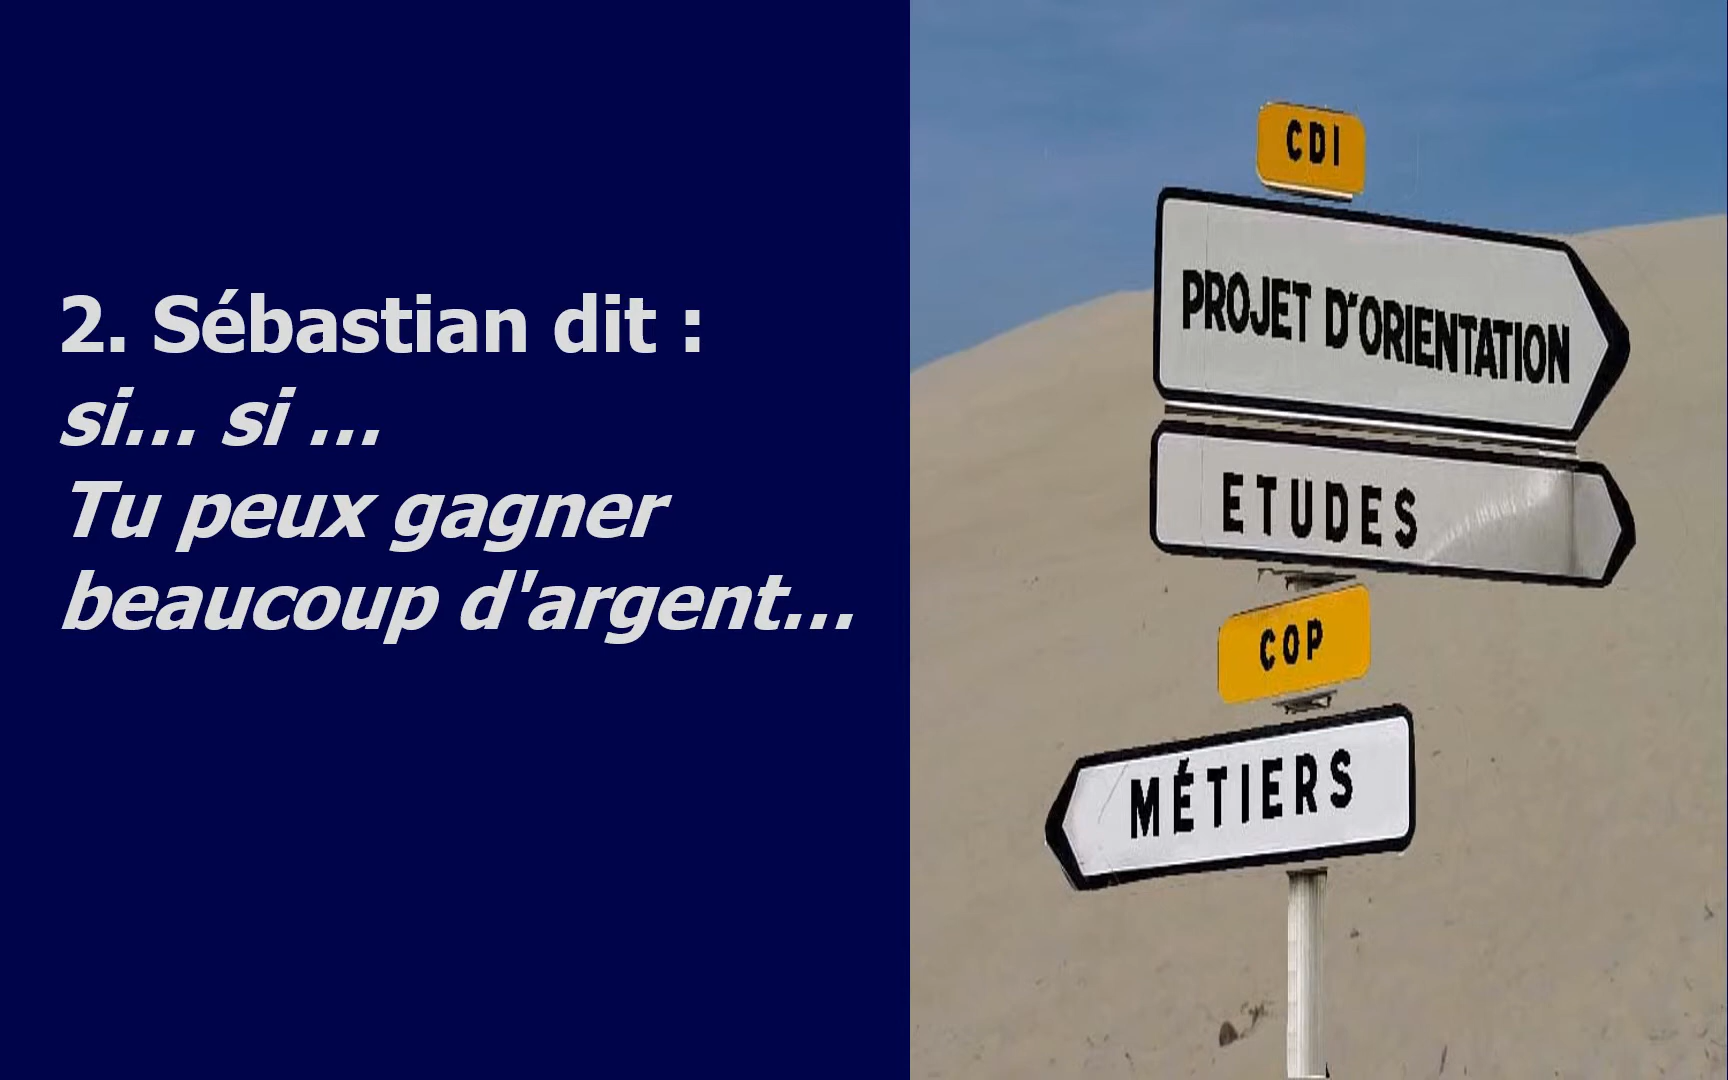 2. Sébastian dit :
si... si ...
Tu peux gagner
beaucoup d'argent...
CDI
PROJET D'ORIENTATION
ETUDES
COP
MÉTIERS